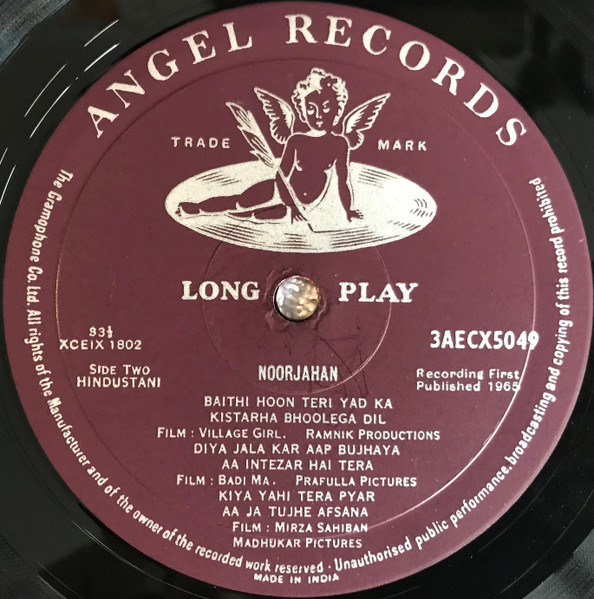 ANGEL RECORDS
TRADE MARK
LONG PLAY
33⅓
XCEIX 1802
3AECX5049
SIDE TWO
HINDUSTANI
NOORJAHAN
Recording First
Published 1965
BAITHI HOON TERI YAD KA
KISTARHA BHOOLEGA DIL
FILM : VILLAGE GIRL. RAMNIK PRODUCTIONS
DIYA JALA KAR AAP BUJHAYA
AA INTEZAR HAI TERA
FILM : BADI MA. PRAFULLA PICTURES
KIYA YAHI TERA PYAR
AA JA TUJHE AFSANA
FILM : MIRZA SAHIBAN
MADHUKAR PICTURES
The Gramophone Co. Ltd. All rights of the Manufacturer and of the owner of the recorded work reserved - Unauthorised public performance, broadcasting and copying of this record prohibited
MADE IN INDIA